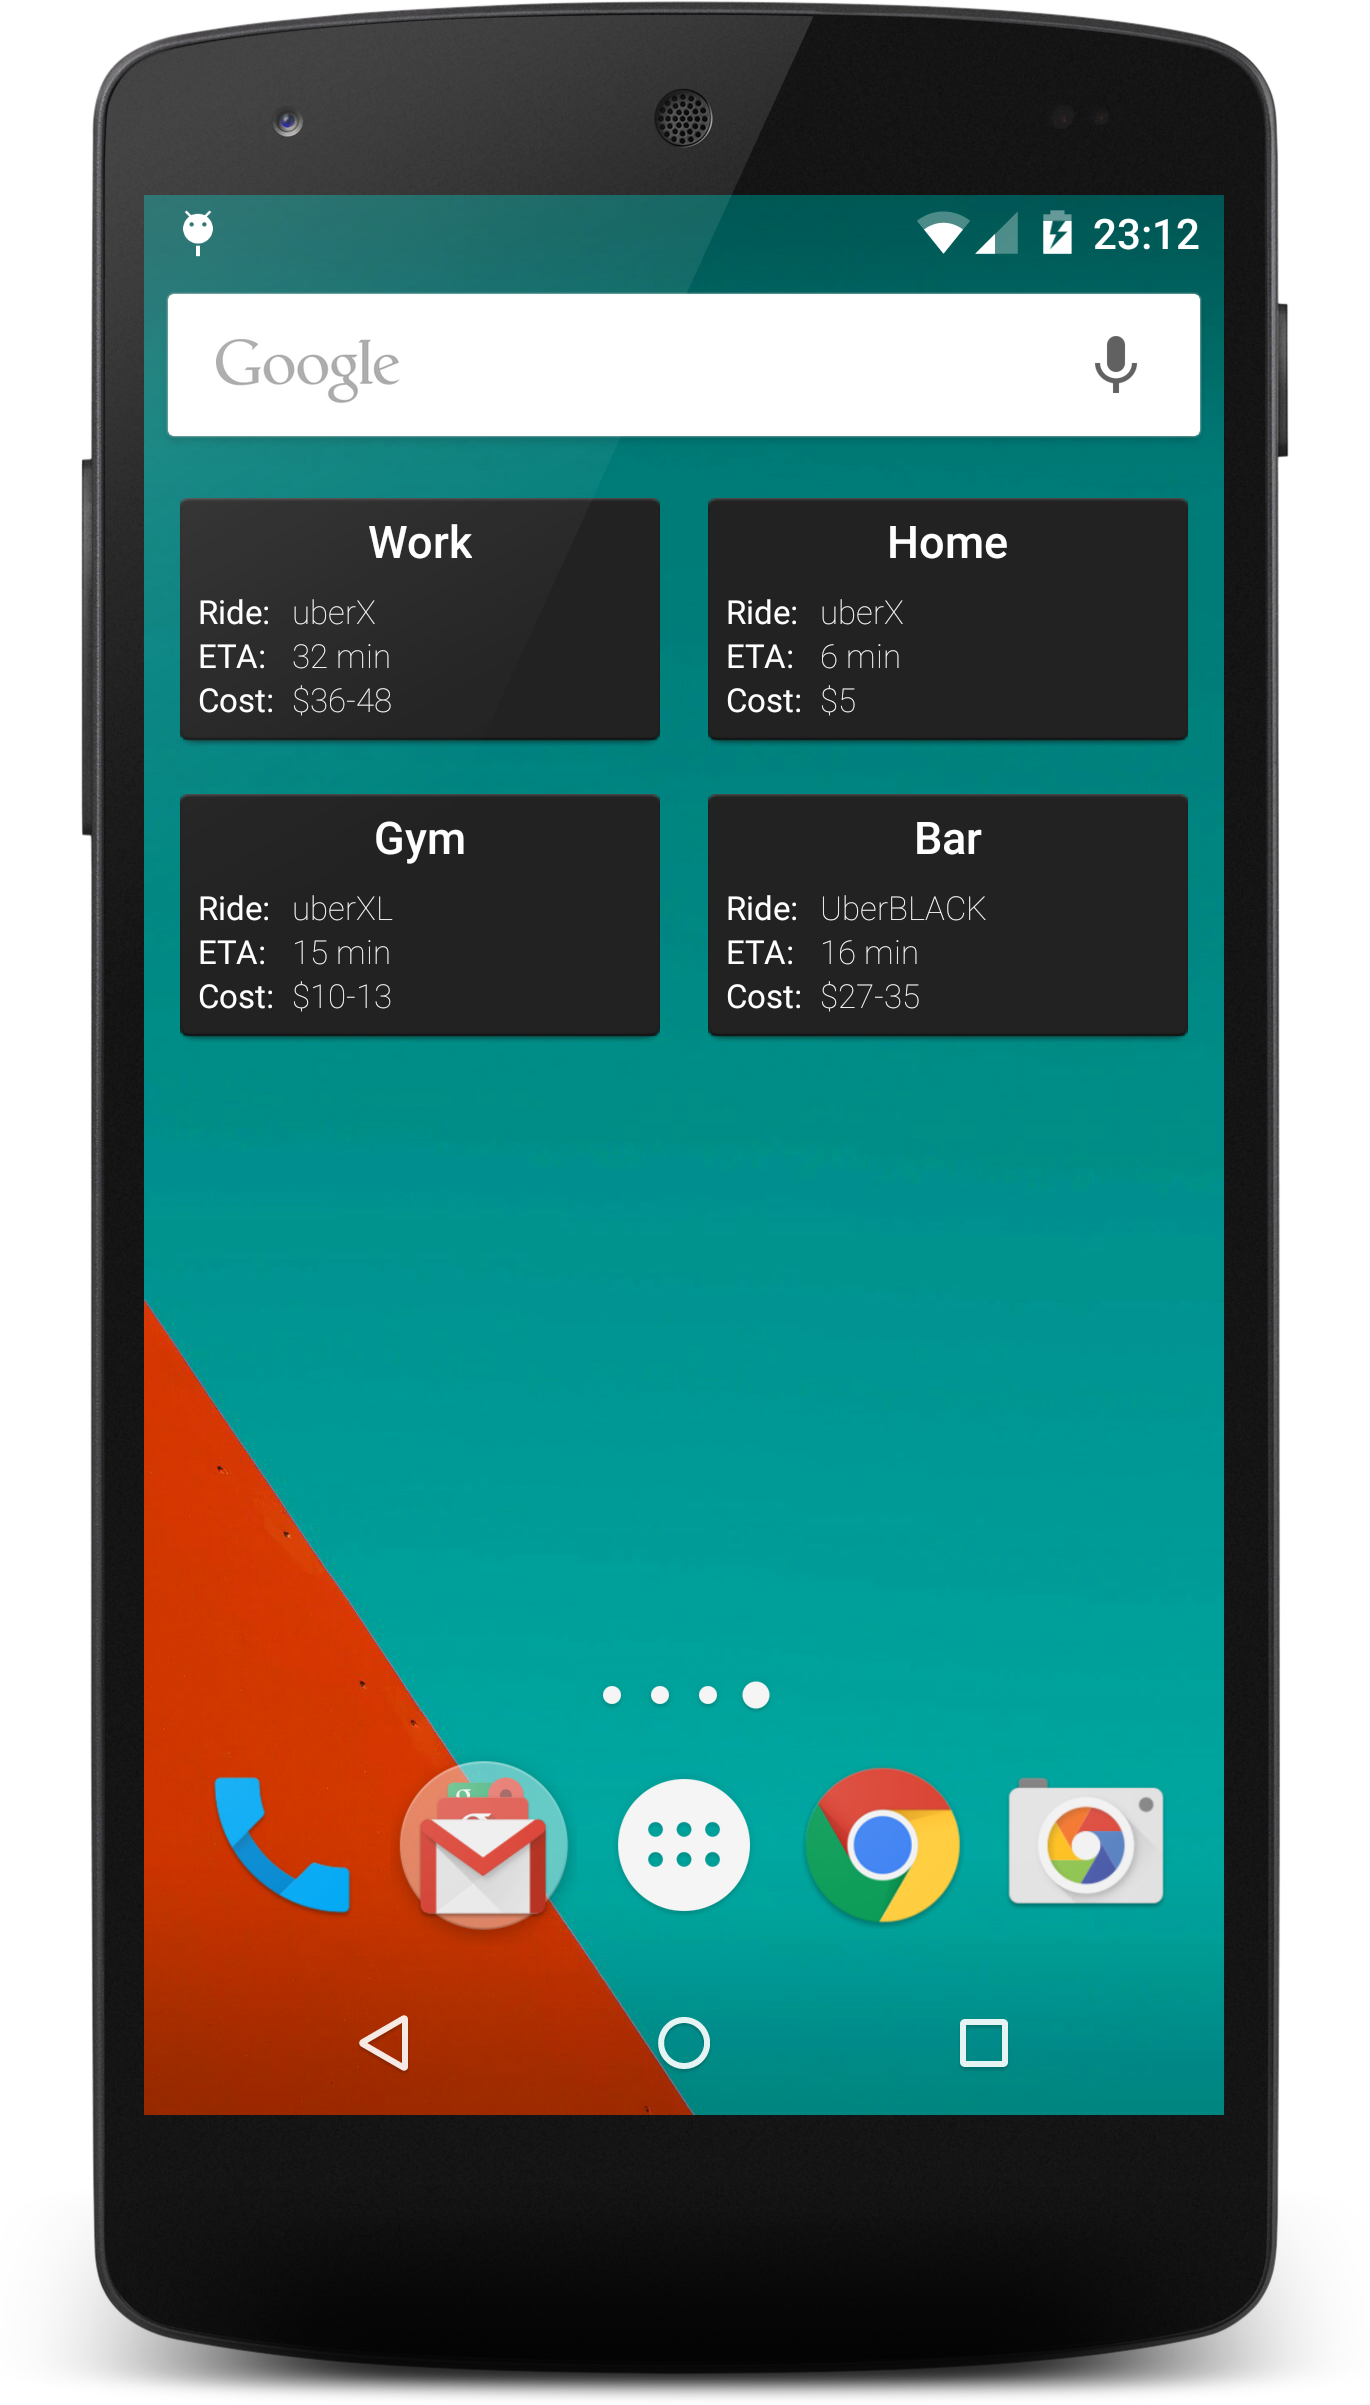 23:12
Google
Work
Ride: uberX
ETA: 32 min
Cost: $36-48
Home
Ride: uberX
ETA: 6 min
Cost: $5
Gym
Ride: uberXL
ETA: 15 min
Cost: $10-13
Bar
Ride: UberBLACK
ETA: 16 min
Cost: $27-35